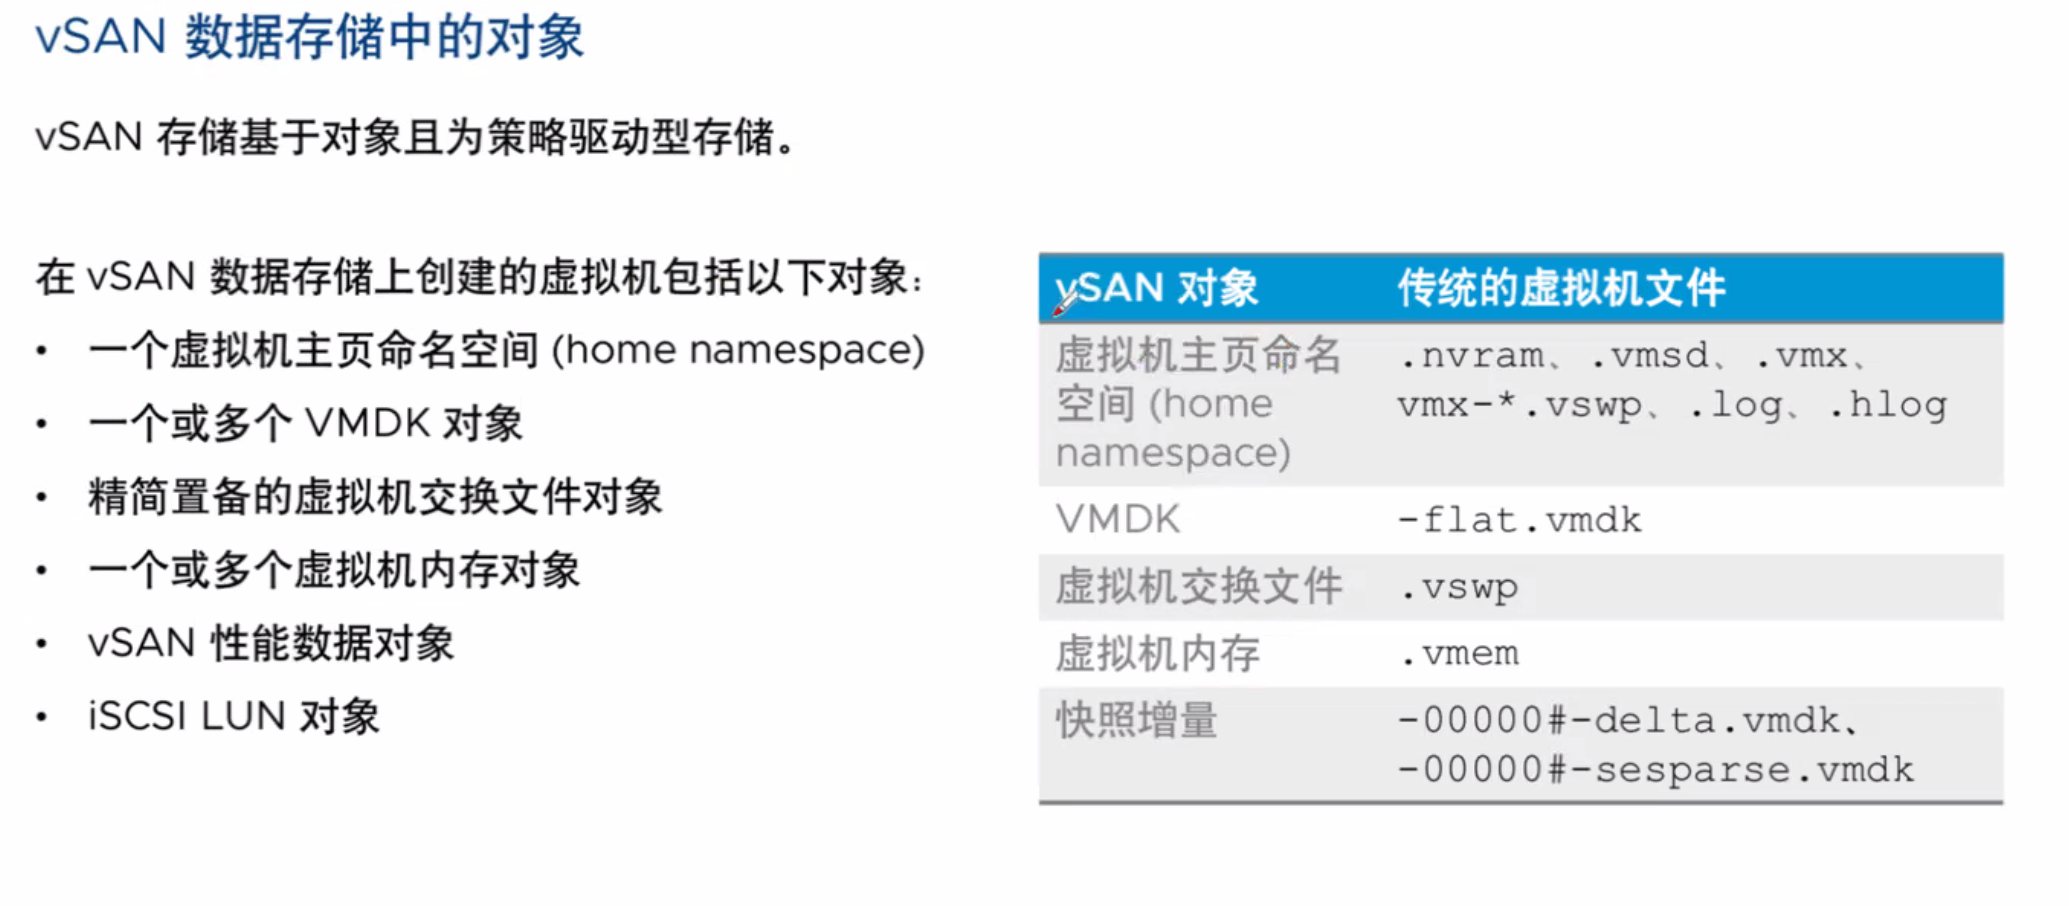 vSAN 数据存储中的对象
vSAN 存储基于对象且为策略驱动型存储。
在 vSAN 数据存储上创建的虚拟机包括以下对象：
• 一个虚拟机主页命名空间 (home namespace)
• 一个或多个 VMDK 对象
• 精简置备的虚拟机交换文件对象
• 一个或多个虚拟机内存对象
• vSAN 性能数据对象
• iSCSI LUN 对象
vSAN 对象 传统的虚拟机文件
虚拟机主页命名 .nvram、.vmsd、.vmx、
空间 (home vmx-*.vswp、.log、.hlog
namespace)
VMDK -flat.vmdk
虚拟机交换文件 .vswp
虚拟机内存 .vmem
快照增量 -00000#-delta.vmdk、
-00000#-sesparse.vmdk